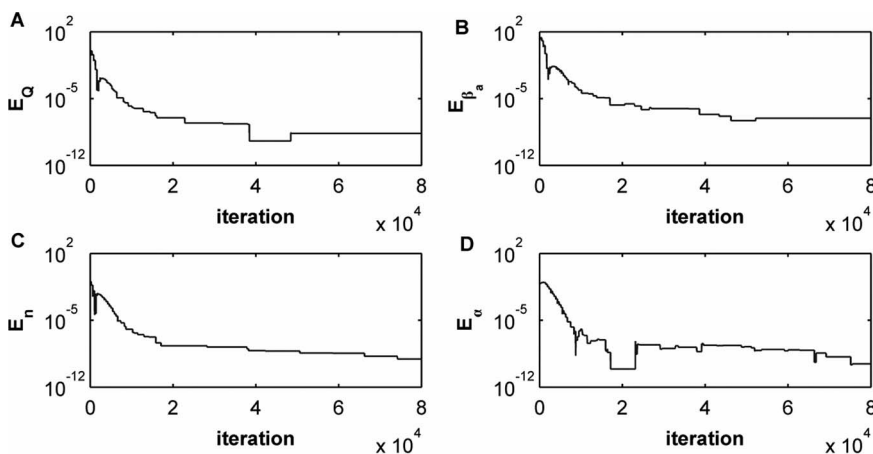 A
10^2
10^-5
10^-12
E_Q
0 2 4 6 8
iteration
x 10^4
B
10^2
10^-5
10^-12
E_β_a
0 2 4 6 8
iteration
x 10^4
C
10^2
10^-5
10^-12
E_n
0 2 4 6 8
iteration
x 10^4
D
10^2
10^-5
10^-12
E_α
0 2 4 6 8
iteration
x 10^4